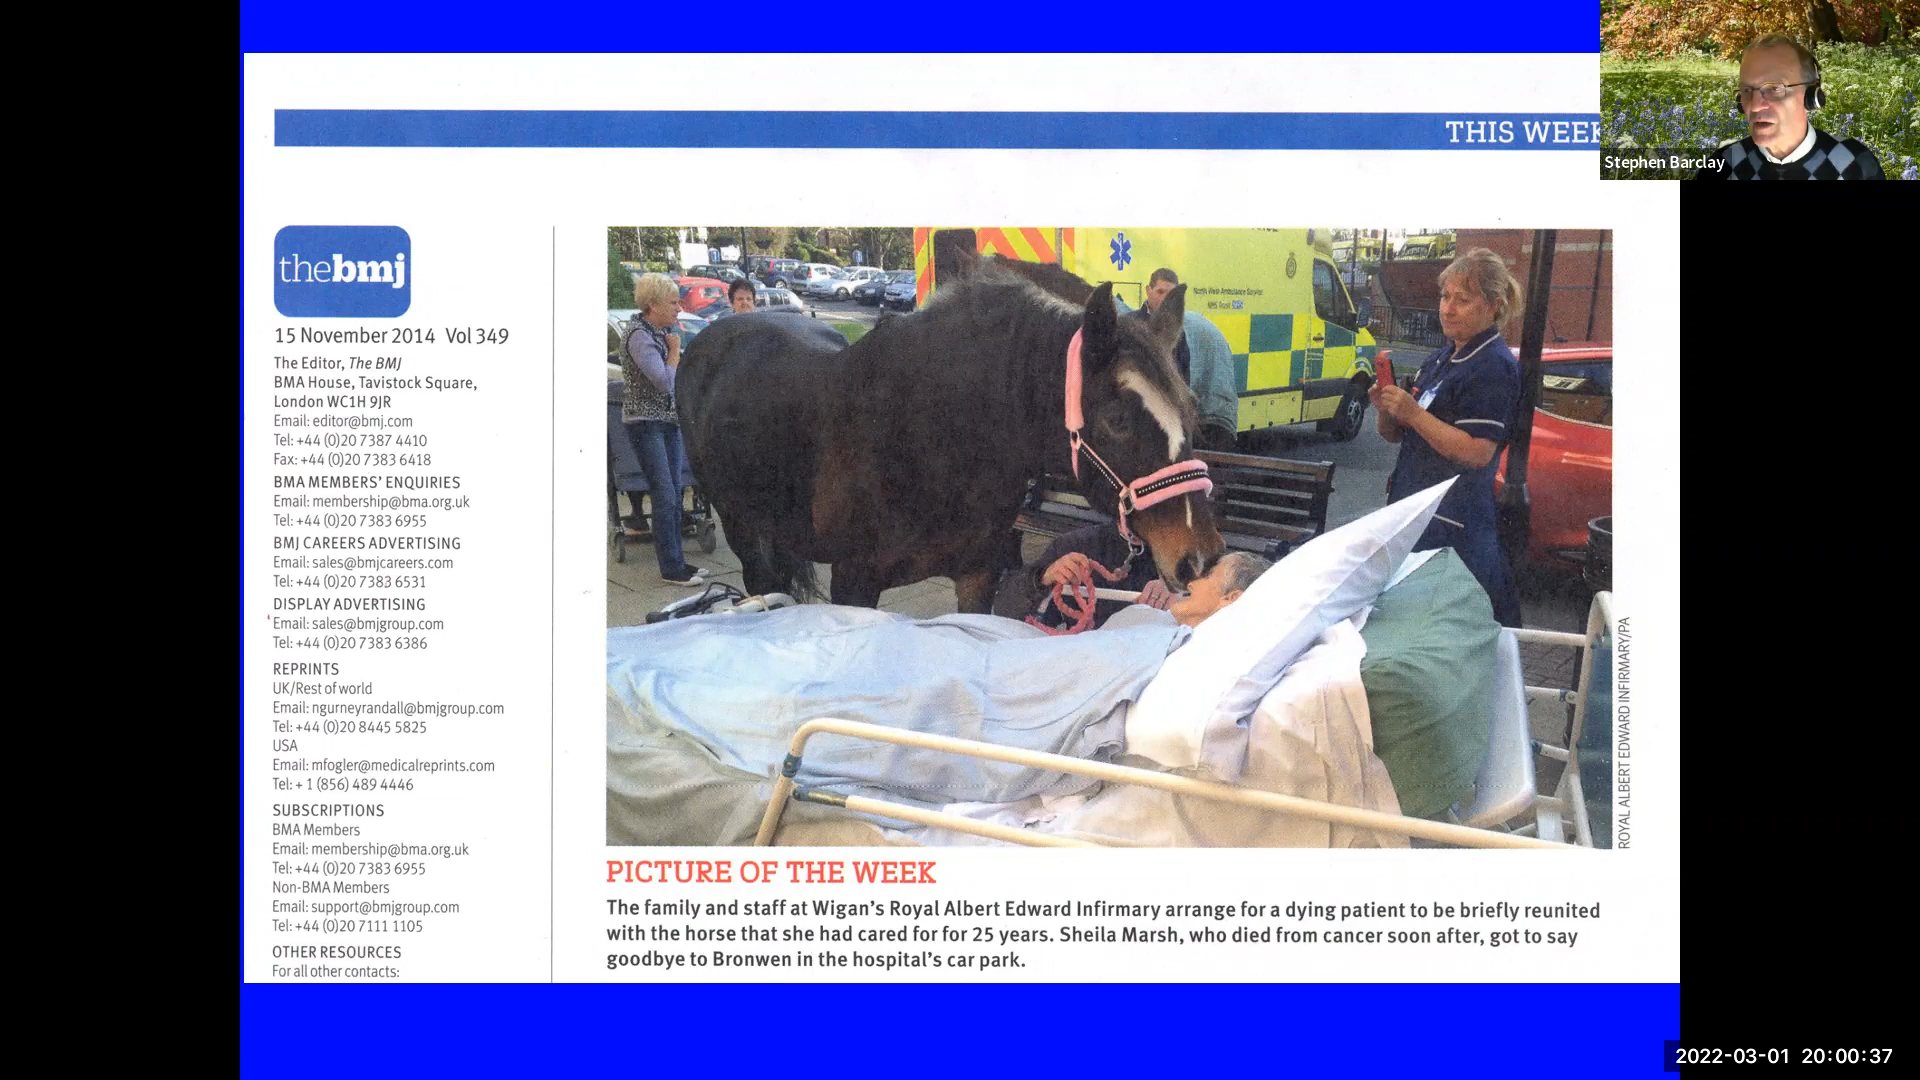 THIS WEEK
Stephen Barclay
thebmj
15 November 2014 Vol 349
The Editor, The BMJ
BMA House, Tavistock Square,
London WC1H 9JR
Email: editor@bmj.com
Tel: +44 (0)20 7387 4410
Fax: +44 (0)20 7383 6418
BMA MEMBERS' ENQUIRIES
Email: membership@bma.org.uk
Tel: +44 (0)20 7383 6955
BMJ CAREERS ADVERTISING
Email: sales@bmjcareers.com
Tel: +44 (0)20 7383 6531
DISPLAY ADVERTISING
Email: sales@bmjgroup.com
Tel: +44 (0)20 7383 6386
REPRINTS
UK/Rest of world
Email: ngurneyrandall@bmjgroup.com
Tel: +44 (0)20 8445 5825
USA
Email: mfogler@medicalreprints.com
Tel: + 1 (856) 489 4446
SUBSCRIPTIONS
BMA Members
Email: membership@bma.org.uk
Tel: +44 (0)20 7383 6955
Non-BMA Members
Email: support@bmjgroup.com
Tel: +44 (0)20 7111 1105
OTHER RESOURCES
For all other contacts:
North West Ambulance Service
NHS Trust NHS
ROYAL ALBERT EDWARD INFIRMARY/PA
PICTURE OF THE WEEK
The family and staff at Wigan's Royal Albert Edward Infirmary arrange for a dying patient to be briefly reunited
with the horse that she had cared for for 25 years. Sheila Marsh, who died from cancer soon after, got to say
goodbye to Bronwen in the hospital's car park.
2022-03-01 20:00:37